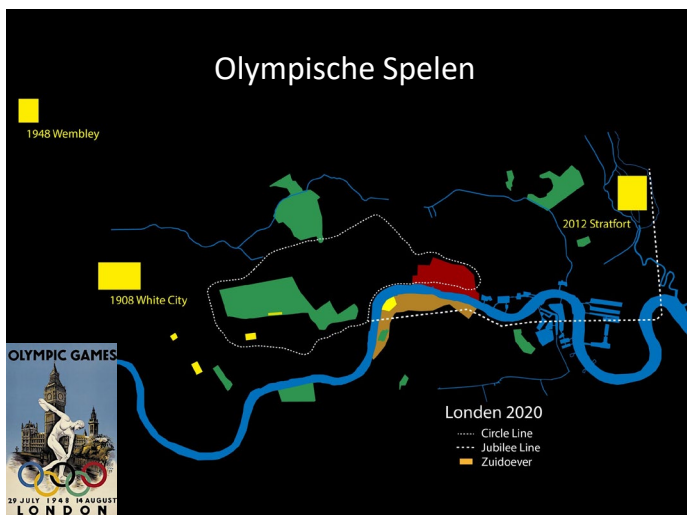 Olympische Spelen
1948 Wembley
2012 Stratfort
1908 White City
OLYMPIC GAMES
29 JULY 1948 14 AUGUST
LONDON
Londen 2020
Circle Line
Jubilee Line
Zuidoever